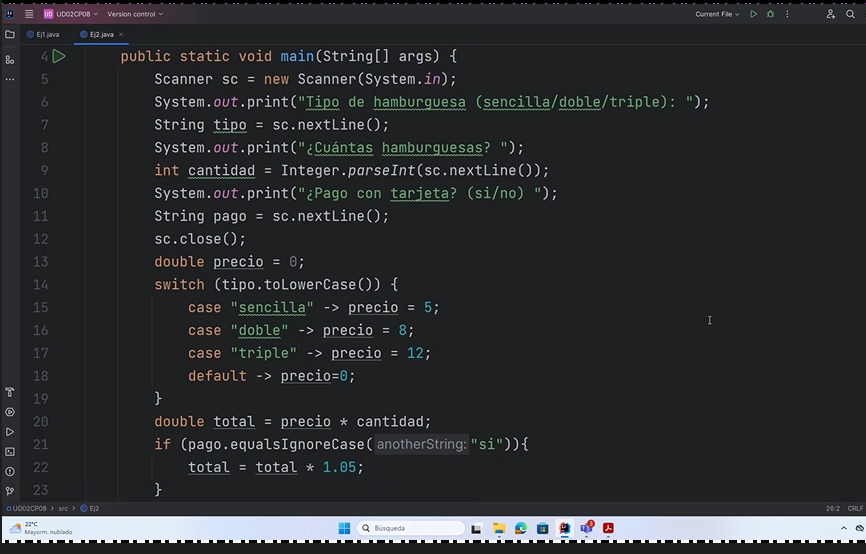 UD UD02CP08 Version control Current File
Ej1.java Ej2.java
4 public static void main(String[] args) {
5 Scanner sc = new Scanner(System.in);
6 System.out.print("Tipo de hamburguesa (sencilla/doble/triple): ");
7 String tipo = sc.nextLine();
8 System.out.print("¿Cuántas hamburguesas? ");
9 int cantidad = Integer.parseInt(sc.nextLine());
10 System.out.print("¿Pago con tarjeta? (si/no) ");
11 String pago = sc.nextLine();
12 sc.close();
13 double precio = 0;
14 switch (tipo.toLowerCase()) {
15 case "sencilla" -> precio = 5;
16 case "doble" -> precio = 8;
17 case "triple" -> precio = 12;
18 default -> precio=0;
19 }
20 double total = precio * cantidad;
21 if (pago.equalsIgnoreCase( anotherString: "si")){
22 total = total * 1.05;
23 }
UD02CP08 > src > Ej2 26:2 CRLF
22°C
Mayorm. nublado
Búsqueda